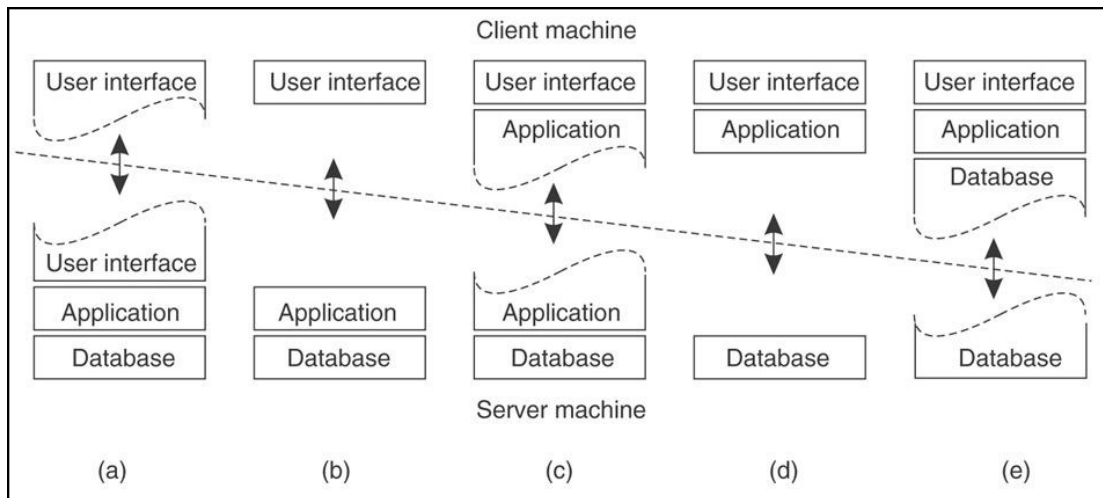 Client machine
User interface
User interface
User interface
User interface
User interface
Application
Application
Application
Database
User interface
Application
Application
Application
Database
Database
Database
Database
Database
Server machine
(a)
(b)
(c)
(d)
(e)